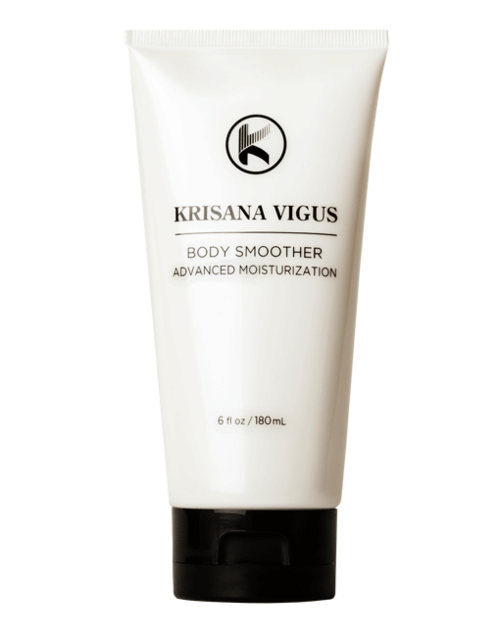 KRISANA VIGUS
BODY SMOOTHER
ADVANCED MOISTURIZATION
6 fl oz / 180mL